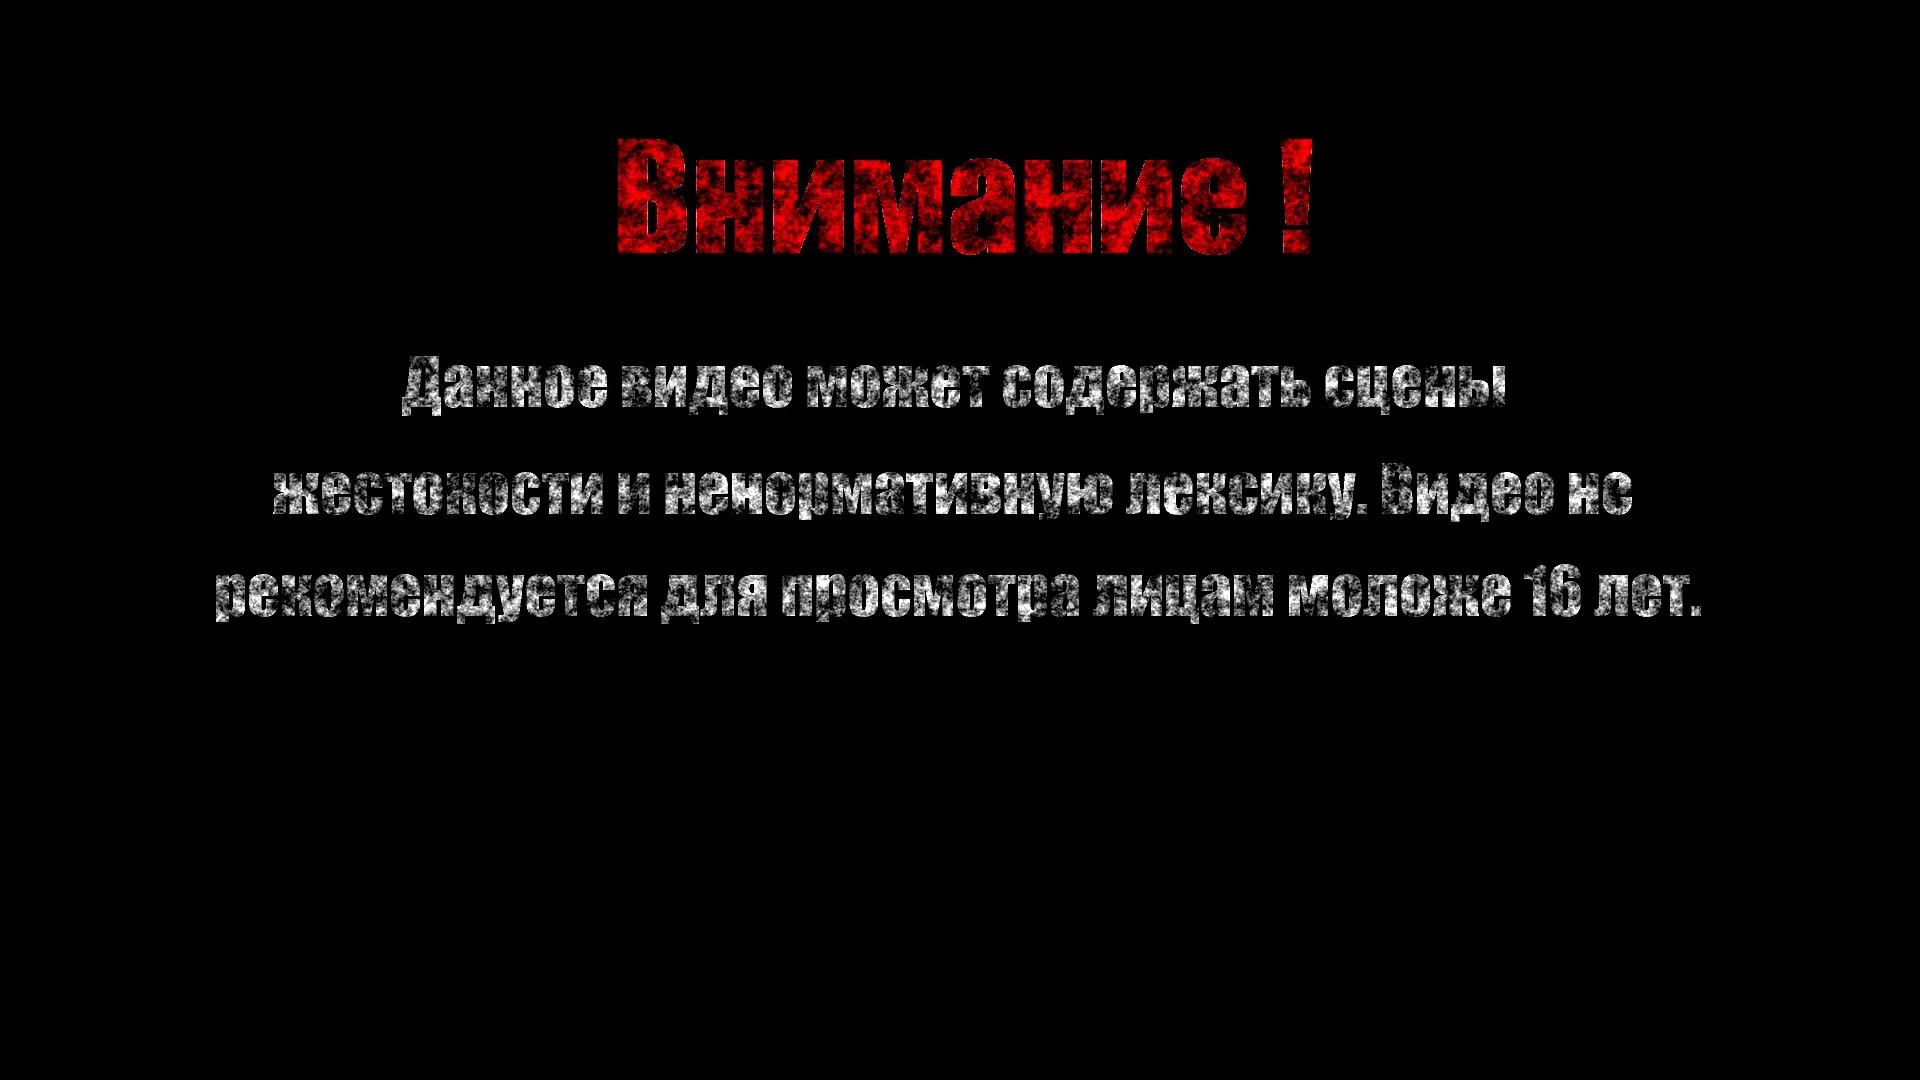 Внимание !
Данное видео может содержать сцены
жестокости и ненормативную лексику. Видео не
рекомендуется для просмотра лицам моложе 16 лет.